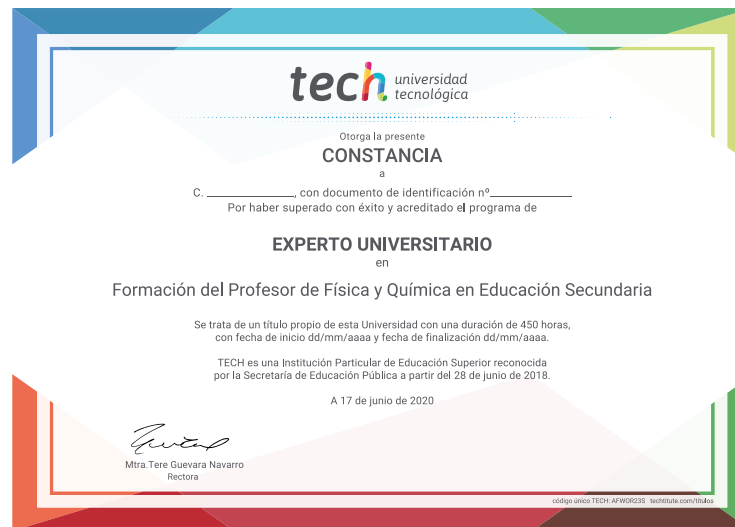 tech universidad
tecnológica
Otorga la presente
CONSTANCIA
a
C. ______________, con documento de identificación nº______________
Por haber superado con éxito y acreditado el programa de
EXPERTO UNIVERSITARIO
en
Formación del Profesor de Física y Química en Educación Secundaria
Se trata de un título propio de esta Universidad con una duración de 450 horas,
con fecha de inicio dd/mm/aaaa y fecha de finalización dd/mm/aaaa.
TECH es una Institución Particular de Educación Superior reconocida
por la Secretaría de Educación Pública a partir del 28 de junio de 2018.
A 17 de junio de 2020
Mtra.Tere Guevara Navarro
Rectora
código único TECH: AFWOR23S techtitute.com/títulos